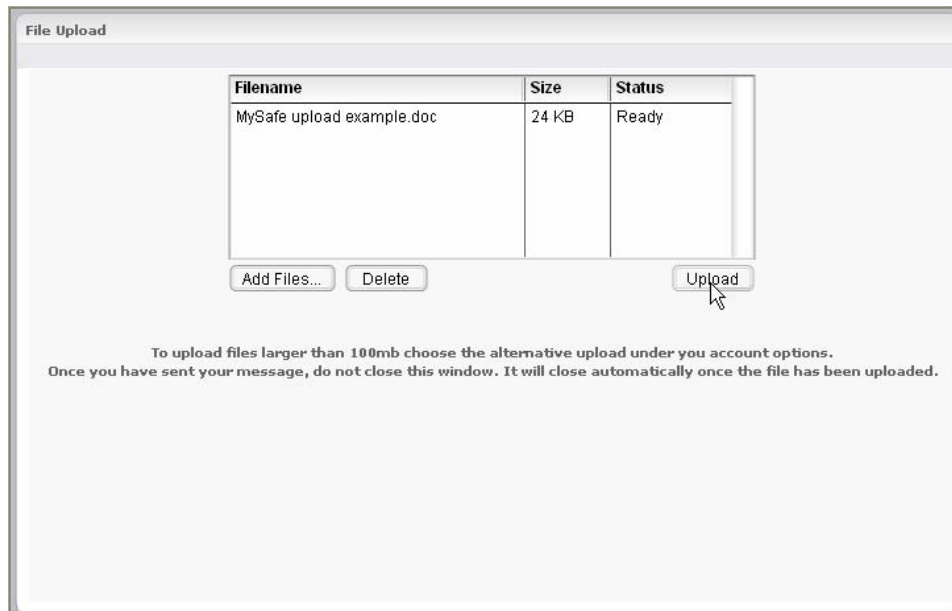 File Upload
Filename Size Status
MySafe upload example.doc 24 KB Ready
Add Files... Delete Upload
To upload files larger than 100mb choose the alternative upload under you account options.
Once you have sent your message, do not close this window. It will close automatically once the file has been uploaded.